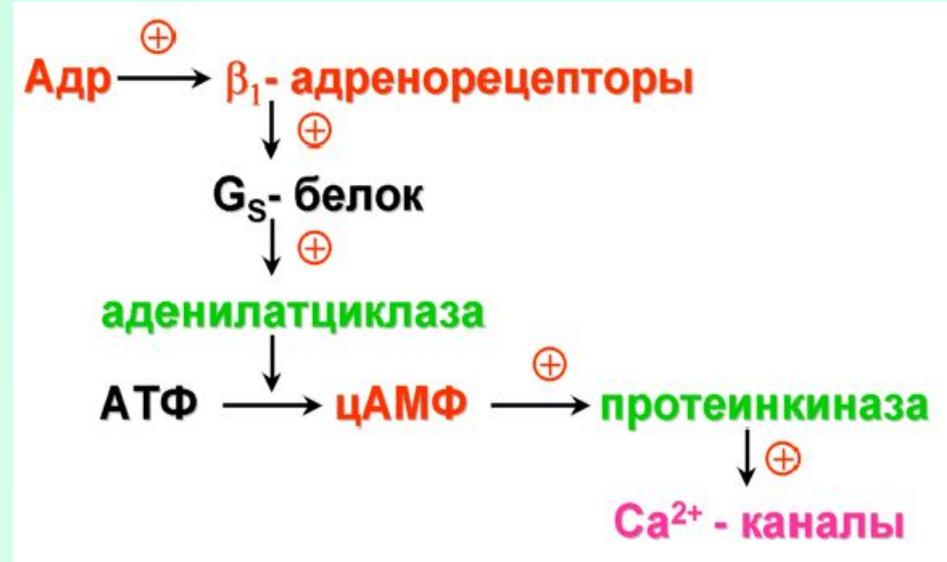 Адр β₁- адренорецепторы
Gₛ- белок
аденилатциклаза
АТФ цАМФ протеинкиназа
Ca²⁺ - каналы